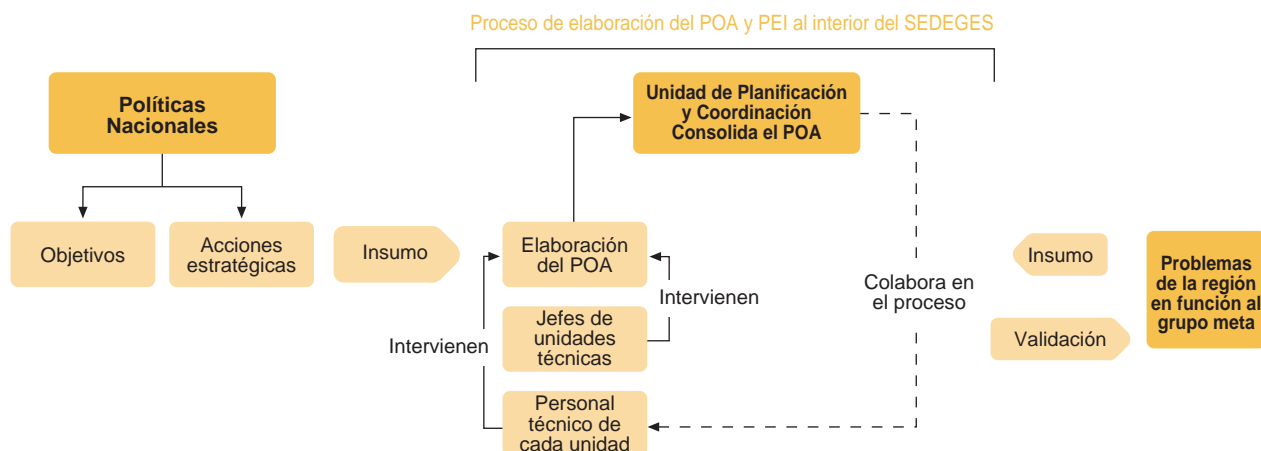 Proceso de elaboración del POA y PEI al interior del SEDEGES
Políticas
Nacionales
Unidad de Planificación
y Coordinación
Consolida el POA
Objetivos
Acciones
estratégicas
Insumo
Elaboración
del POA
Intervienen
Jefes de
unidades
técnicas
Intervienen
Personal
técnico de
cada unidad
Colabora en
el proceso
Insumo
Validación
Problemas
de la región
en función al
grupo meta